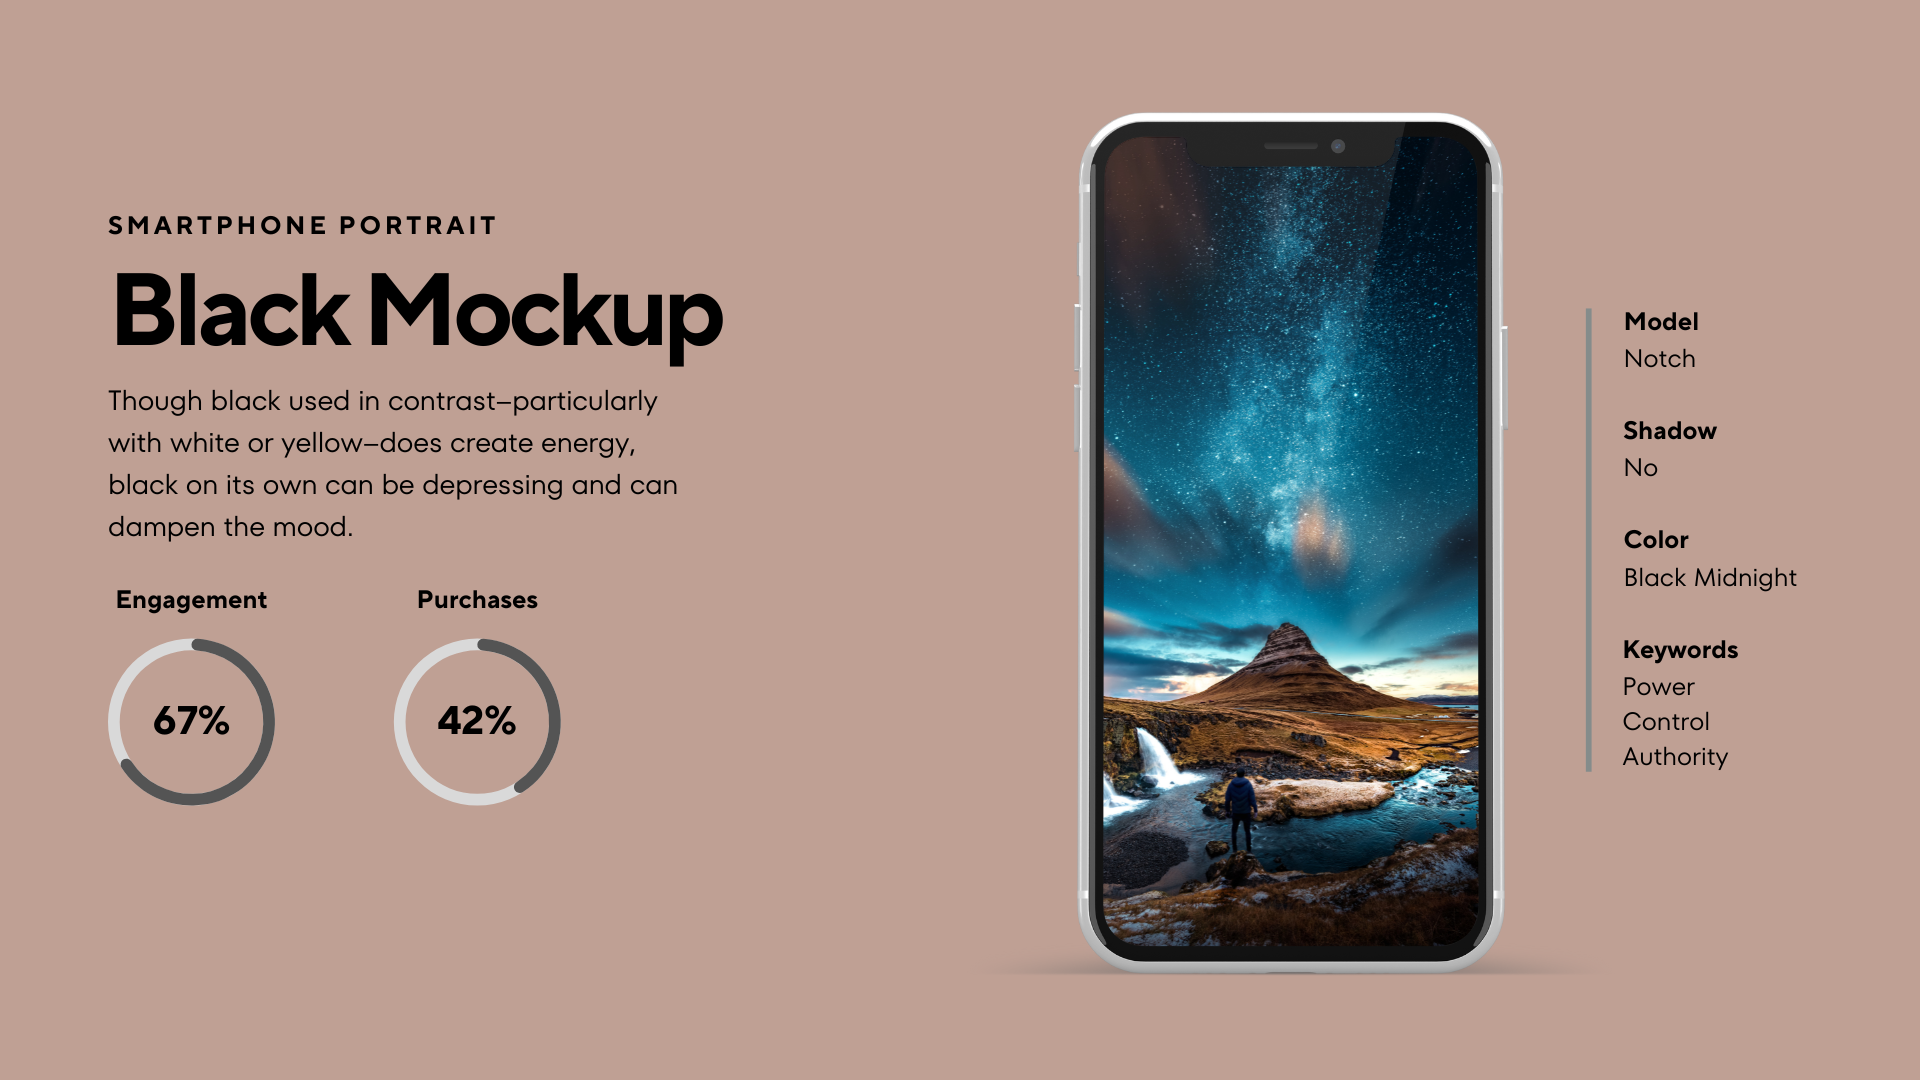 SMARTPHONE PORTRAIT
Black Mockup
Though black used in contrast—particularly
with white or yellow—does create energy,
black on its own can be depressing and can
dampen the mood.
Engagement
67%
Purchases
42%
Model
Notch
Shadow
No
Color
Black Midnight
Keywords
Power
Control
Authority